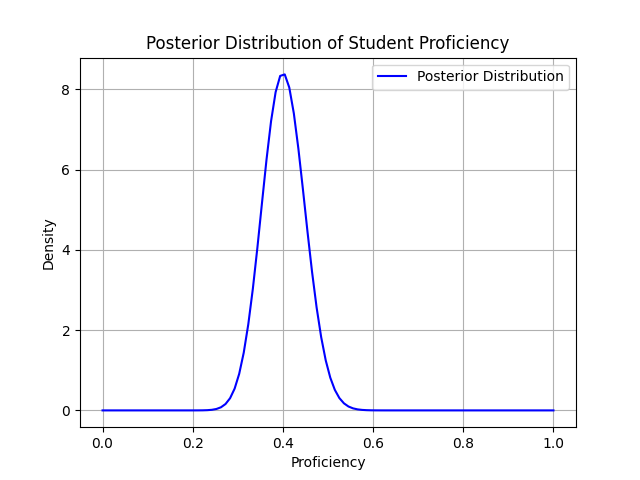 Posterior Distribution of Student Proficiency
Posterior Distribution
Density
8
6
4
2
0
0.0 0.2 0.4 0.6 0.8 1.0
Proficiency